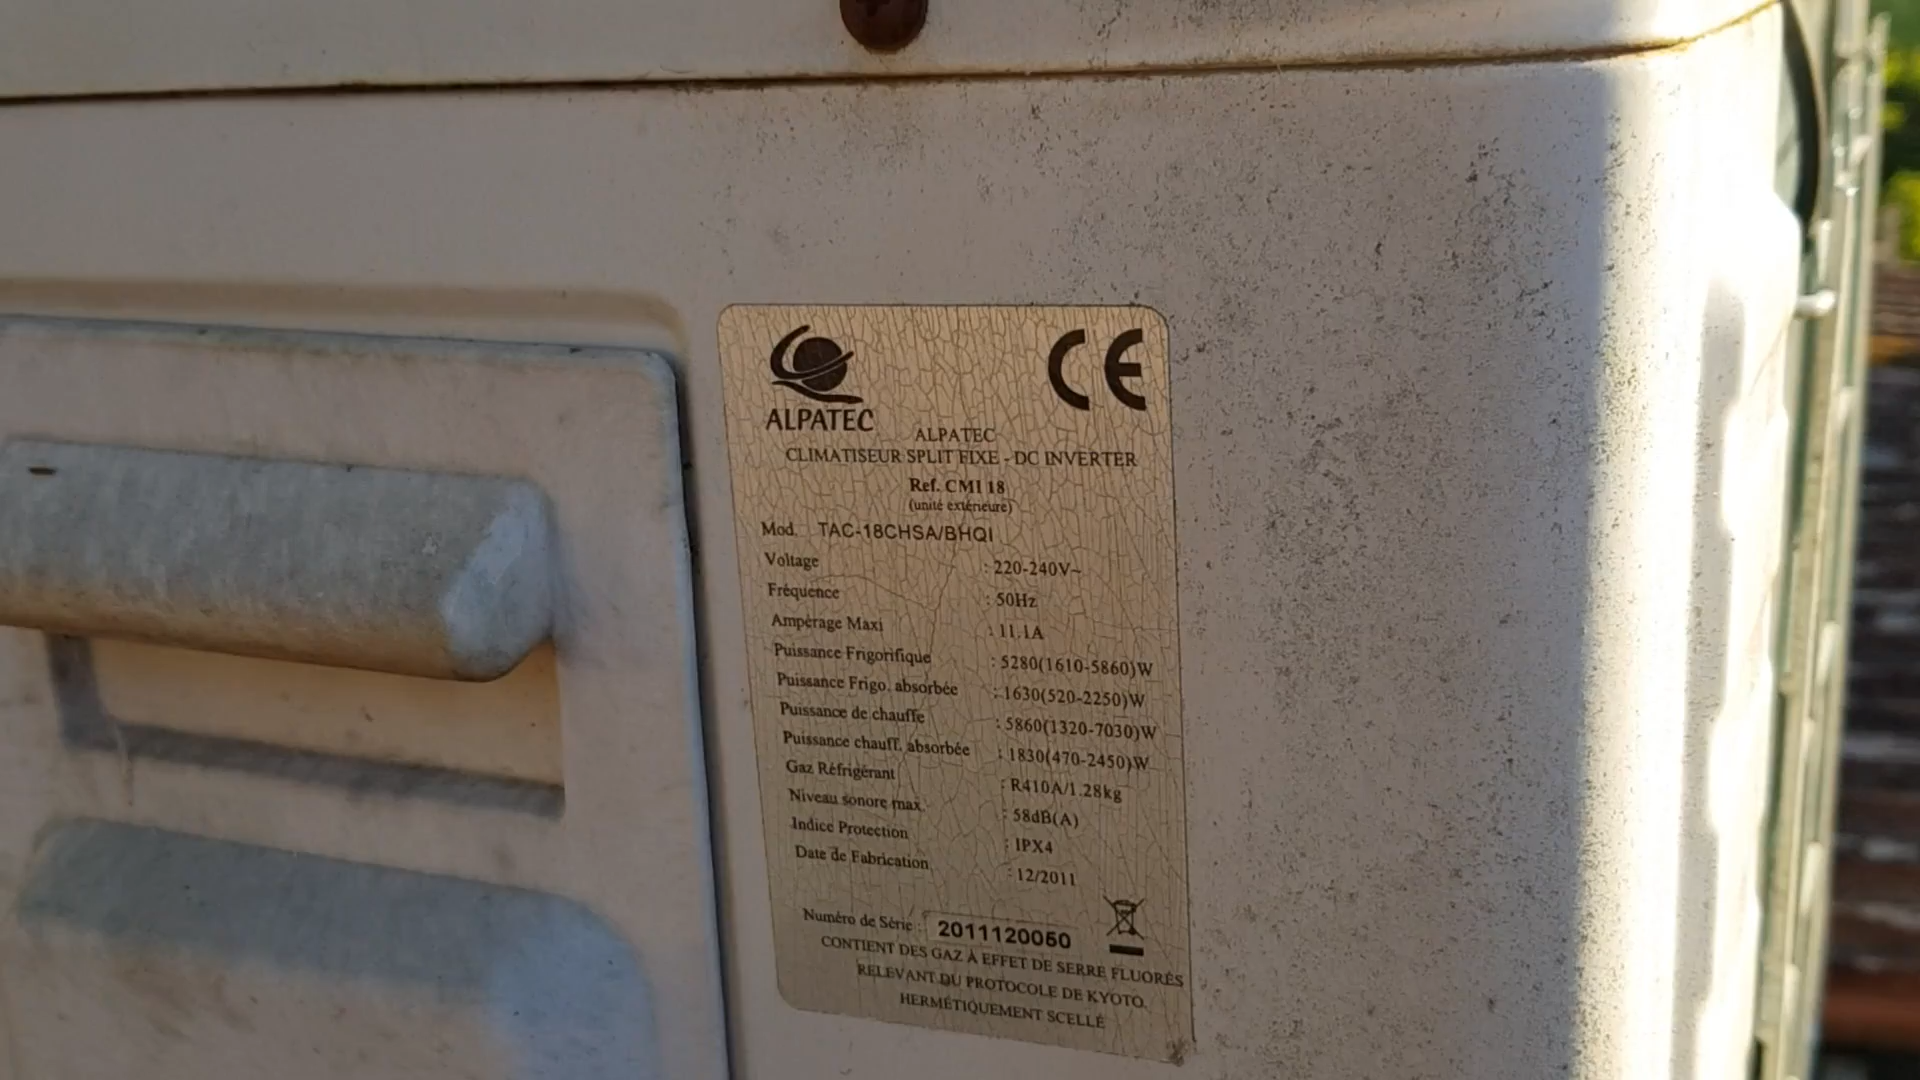 ALPATEC
CE
ALPATEC
CLIMATISEUR SPLIT FIXE - DC INVERTER
Ref. CMI 18
(unité extérieure)
Mod. TAC-18CHSA/BHQI
Voltage : 220-240V~
Fréquence : 50Hz
Ampérage Maxi : 11.1A
Puissance Frigorifique : 5280(1610-5860)W
Puissance Frigo. absorbée : 1630(520-2250)W
Puissance de chauffe : 5860(1320-7030)W
Puissance chauff. absorbée : 1830(470-2450)W
Gaz Réfrigérant : R410A/1.28kg
Niveau sonore max. : 58dB(A)
Indice Protection : IPX4
Date de Fabrication : 12/2011
Numéro de Série : 2011120050
CONTIENT DES GAZ À EFFET DE SERRE FLUORÉS
RELEVANT DU PROTOCOLE DE KYOTO.
HERMÉTIQUEMENT SCELLÉ